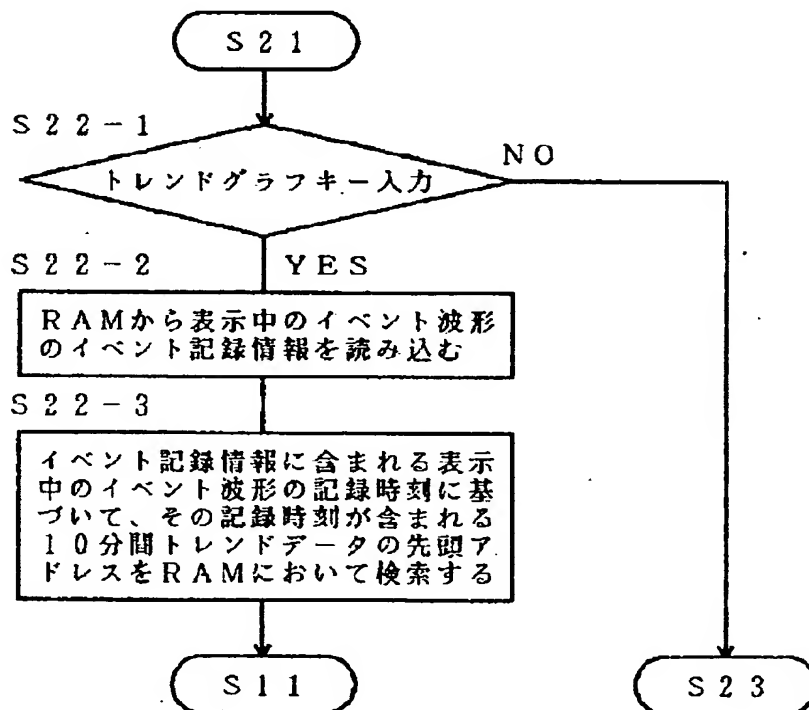 S21
S22-1
トレンドグラフキー入力
NO
S22-2
YES
RAMから表示中のイベント波形
のイベント記録情報を読み込む
S22-3
イベント記録情報に含まれる表示
中のイベント波形の記録時刻に基
づいて、その記録時刻が含まれる
10分間トレンドデータの先頭ア
ドレスをRAMにおいて検索する
S11
S23